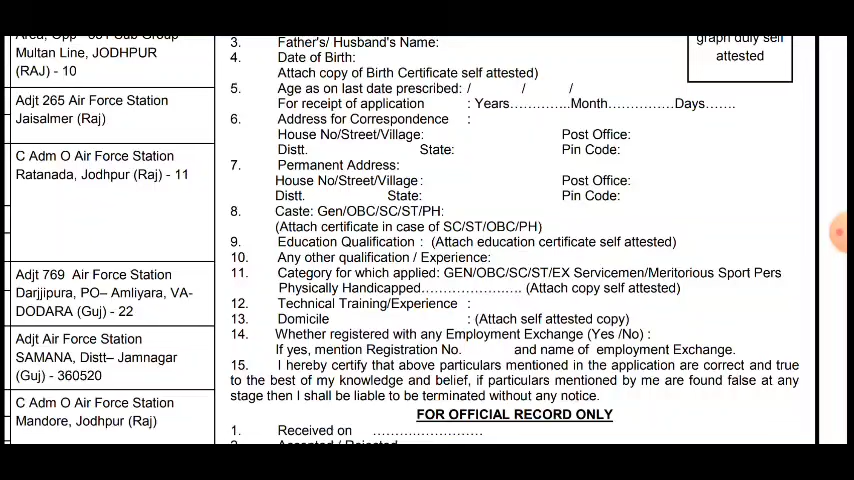 Multan Line, JODHPUR
(RAJ) - 10
Adjt 265 Air Force Station
Jaisalmer (Raj)
C Adm O Air Force Station
Ratanada, Jodhpur (Raj) - 11
Adjt 769 Air Force Station
Darjjipura, PO– Amliyara, VA-
DODARA (Guj) - 22
Adjt Air Force Station
SAMANA, Distt– Jamnagar
(Guj) - 360520
C Adm O Air Force Station
Mandore, Jodhpur (Raj)
graph duly self
attested
3. Father's/ Husband's Name:
4. Date of Birth:
Attach copy of Birth Certificate self attested)
5. Age as on last date prescribed: / / /
For receipt of application : Years…………..Month……………Days…….
6. Address for Correspondence :
House No/Street/Village: Post Office:
Distt. State: Pin Code:
7. Permanent Address:
House No/Street/Village : Post Office:
Distt. State: Pin Code:
8. Caste: Gen/OBC/SC/ST/PH:
(Attach certificate in case of SC/ST/OBC/PH)
9. Education Qualification : (Attach education certificate self attested)
10. Any other qualification / Experience:
11. Category for which applied: GEN/OBC/SC/ST/EX Servicemen/Meritorious Sport Pers
Physically Handicapped……………….…. (Attach copy self attested)
12. Technical Training/Experience :
13. Domicile : (Attach self attested copy)
14. Whether registered with any Employment Exchange (Yes /No) :
If yes, mention Registration No. and name of employment Exchange.
15. I hereby certify that above particulars mentioned in the application are correct and true
to the best of my knowledge and belief, if particulars mentioned by me are found false at any
stage then I shall be liable to be terminated without any notice.
FOR OFFICIAL RECORD ONLY
1. Received on ……………………